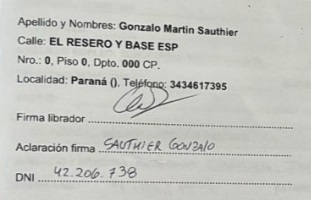 Apellido y Nombres: Gonzalo Martin Sauthier
Calle: EL RESERO Y BASE ESP
Nro.: 0, Piso 0, Dpto. 000 CP.
Localidad: Paraná (), Teléfono: 3434617395
Firma librador
Aclaración firma SAUTHIER GONZALO
DNI 42.206.738